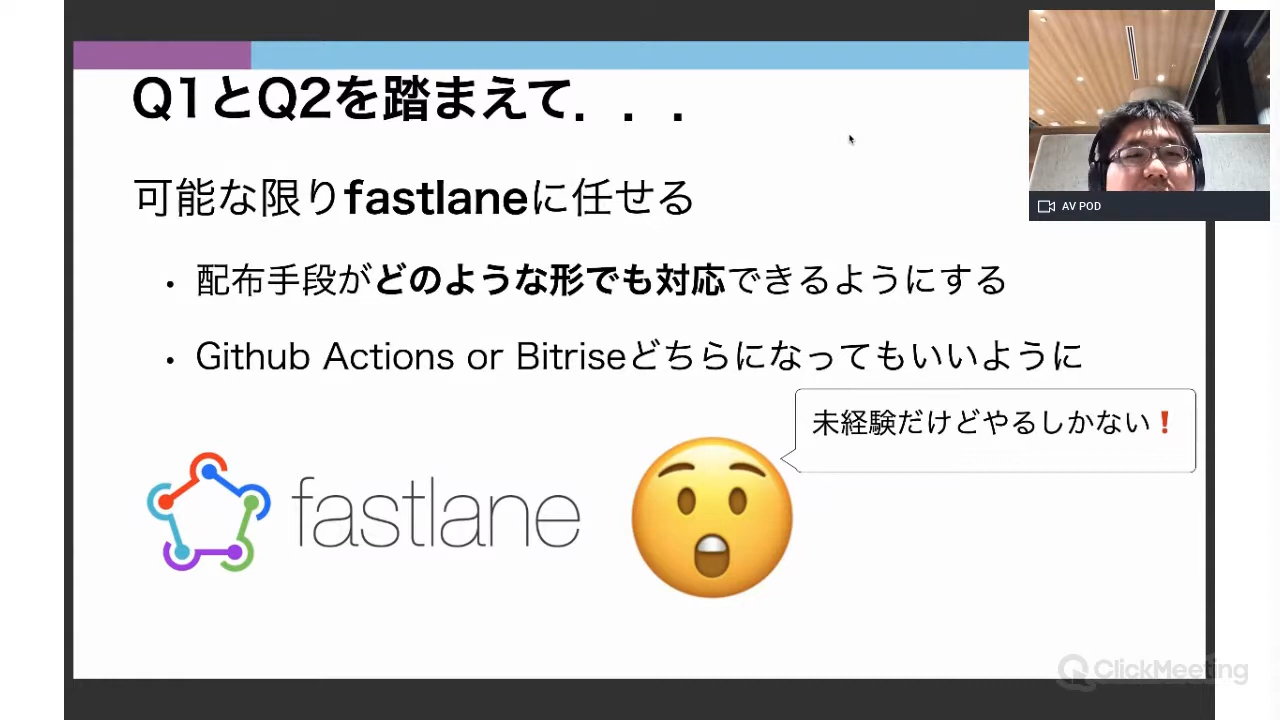 Q1とQ2を踏まえて．．．
可能な限りfastlaneに任せる
・配布手段がどのような形でも対応できるようにする
・Github Actions or Bitriseどちらになってもいいように
未経験だけどやるしかない❗
fastlane
AV POD
ClickMeeting